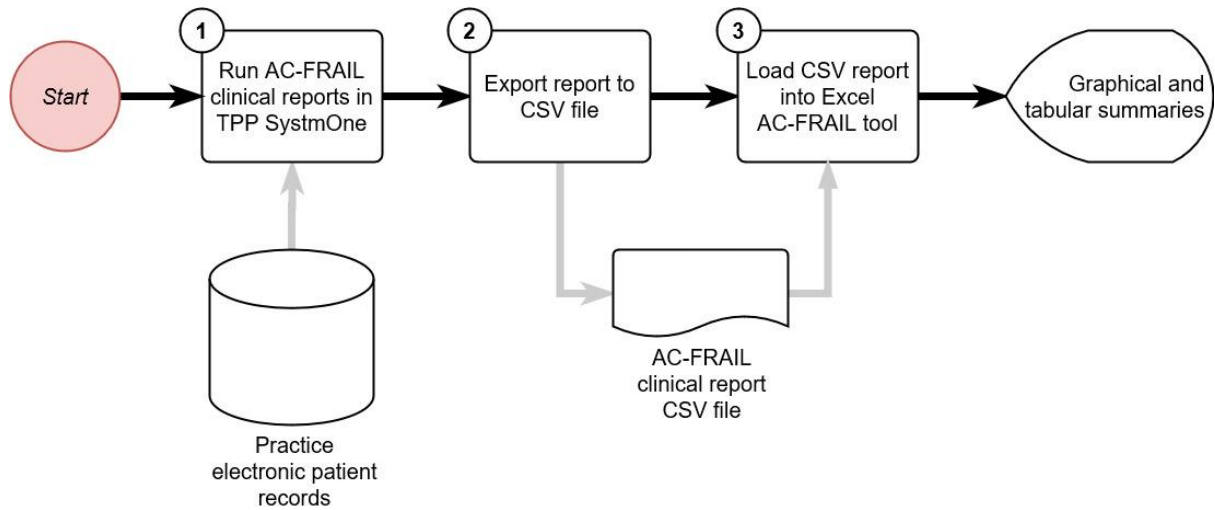 Start
1
Run AC-FRAIL
clinical reports in
TPP SystmOne
2
Export report to
CSV file
3
Load CSV report
into Excel
AC-FRAIL tool
Graphical and
tabular summaries
Practice
electronic patient
records
AC-FRAIL
clinical report
CSV file